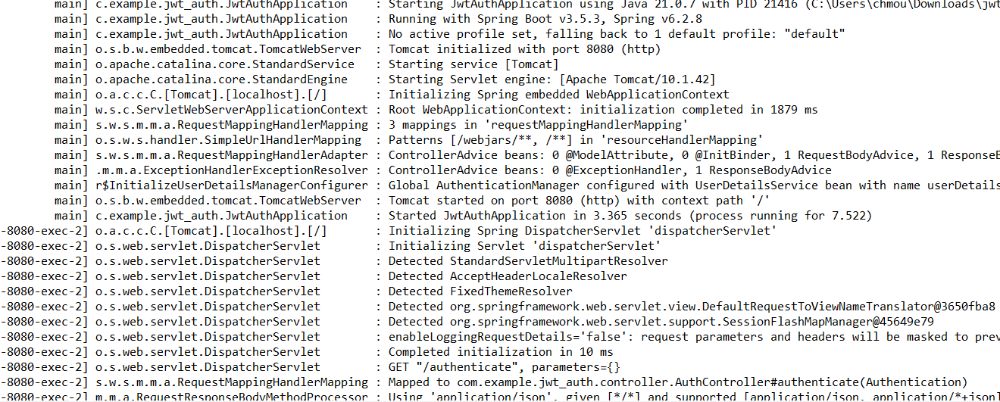 main] c.example.jwt_auth.JwtAuthApplication : Starting JwtAuthApplication using Java 21.0.7 with PID 21416 (C:\Users\chmou\Downloads\jwt
main] c.example.jwt_auth.JwtAuthApplication : Running with Spring Boot v3.5.3, Spring v6.2.8
main] c.example.jwt_auth.JwtAuthApplication : No active profile set, falling back to 1 default profile: "default"
main] o.s.b.w.embedded.tomcat.TomcatWebServer : Tomcat initialized with port 8080 (http)
main] o.apache.catalina.core.StandardService : Starting service [Tomcat]
main] o.apache.catalina.core.StandardEngine : Starting Servlet engine: [Apache Tomcat/10.1.42]
main] o.a.c.c.C.[Tomcat].[localhost].[/] : Initializing Spring embedded WebApplicationContext
main] w.s.c.ServletWebServerApplicationContext : Root WebApplicationContext: initialization completed in 1879 ms
main] s.w.s.m.m.a.RequestMappingHandlerMapping : 3 mappings in 'requestMappingHandlerMapping'
main] o.s.w.s.handler.SimpleUrlHandlerMapping : Patterns [/webjars/**, /**] in 'resourceHandlerMapping'
main] s.w.s.m.m.a.RequestMappingHandlerAdapter : ControllerAdvice beans: 0 @ModelAttribute, 0 @InitBinder, 1 RequestBodyAdvice, 1 ResponseB
main] .m.m.a.ExceptionHandlerExceptionResolver : ControllerAdvice beans: 0 @ExceptionHandler, 1 ResponseBodyAdvice
main] r$InitializeUserDetailsManagerConfigurer : Global AuthenticationManager configured with UserDetailsService bean with name userDetails
main] o.s.b.w.embedded.tomcat.TomcatWebServer : Tomcat started on port 8080 (http) with context path '/'
main] c.example.jwt_auth.JwtAuthApplication : Started JwtAuthApplication in 3.365 seconds (process running for 7.522)
-8080-exec-2] o.a.c.c.C.[Tomcat].[localhost].[/] : Initializing Spring DispatcherServlet 'dispatcherServlet'
-8080-exec-2] o.s.web.servlet.DispatcherServlet : Initializing Servlet 'dispatcherServlet'
-8080-exec-2] o.s.web.servlet.DispatcherServlet : Detected StandardServletMultipartResolver
-8080-exec-2] o.s.web.servlet.DispatcherServlet : Detected AcceptHeaderLocaleResolver
-8080-exec-2] o.s.web.servlet.DispatcherServlet : Detected FixedThemeResolver
-8080-exec-2] o.s.web.servlet.DispatcherServlet : Detected org.springframework.web.servlet.view.DefaultRequestToViewNameTranslator@3650fba8
-8080-exec-2] o.s.web.servlet.DispatcherServlet : Detected org.springframework.web.servlet.support.SessionFlashMapManager@45649e79
-8080-exec-2] o.s.web.servlet.DispatcherServlet : enableLoggingRequestDetails='false': request parameters and headers will be masked to prev
-8080-exec-2] o.s.web.servlet.DispatcherServlet : Completed initialization in 10 ms
-8080-exec-2] o.s.web.servlet.DispatcherServlet : GET "/authenticate", parameters={}
-8080-exec-2] s.w.s.m.m.a.RequestMappingHandlerMapping : Mapped to com.example.jwt_auth.controller.AuthController#authenticate(Authentication)
-8080-exec-2] m.m.a.RequestResponseBodyMethodProcessor : Using 'application/json', given [*/*] and supported [application/json, application/*+json]